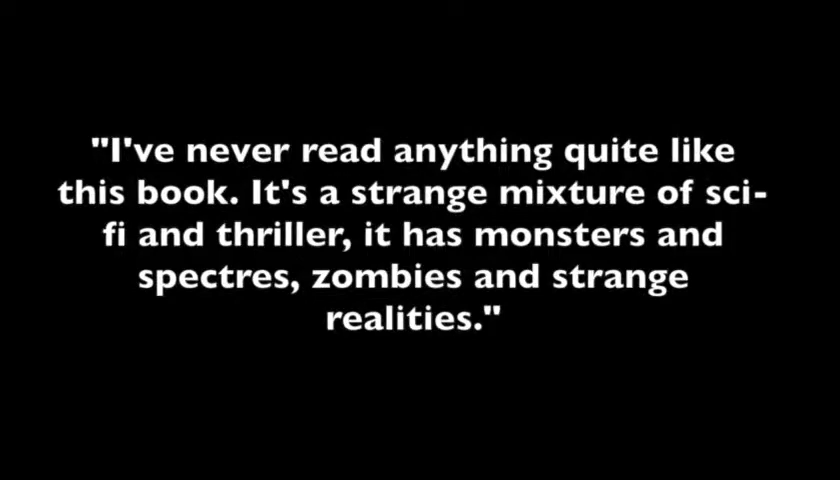 "I've never read anything quite like
this book. It's a strange mixture of sci-
fi and thriller, it has monsters and
spectres, zombies and strange
realities."